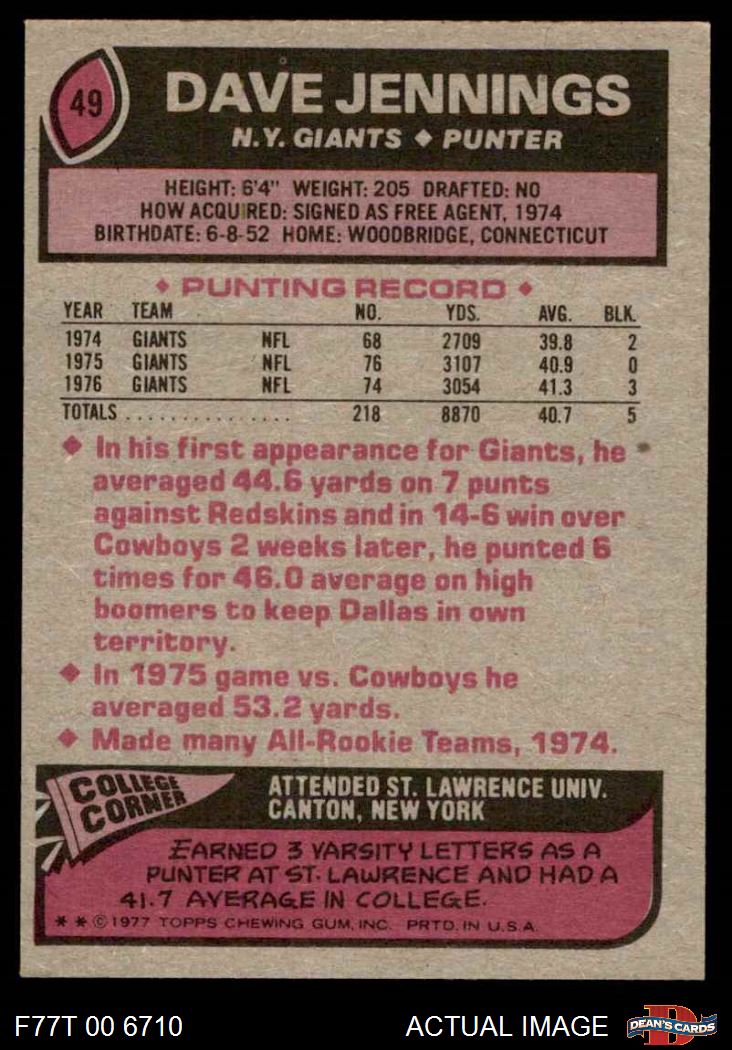 49
DAVE JENNINGS
N.Y. GIANTS ◆ PUNTER
HEIGHT: 6'4" WEIGHT: 205 DRAFTED: NO
HOW ACQUIRED: SIGNED AS FREE AGENT, 1974
BIRTHDATE: 6-8-52 HOME: WOODBRIDGE, CONNECTICUT
◆ PUNTING RECORD ◆
YEAR TEAM NO. YDS. AVG. BLK.
1974 GIANTS NFL 68 2709 39.8 2
1975 GIANTS NFL 76 3107 40.9 0
1976 GIANTS NFL 74 3054 41.3 3
TOTALS . . . . . . . . . . . . . . . 218 8870 40.7 5
◆ In his first appearance for Giants, he
averaged 44.6 yards on 7 punts
against Redskins and in 14-6 win over
Cowboys 2 weeks later, he punted 6
times for 46.0 average on high
boomers to keep Dallas in own
territory.
◆ In 1975 game vs. Cowboys he
averaged 53.2 yards.
◆ Made many All-Rookie Teams, 1974.
COLLEGE
CORNER
ATTENDED ST. LAWRENCE UNIV.
CANTON, NEW YORK
EARNED 3 VARSITY LETTERS AS A
PUNTER AT ST. LAWRENCE AND HAD A
41.7 AVERAGE IN COLLEGE.
* * © 1977 TOPPS CHEWING GUM, INC. PRTD. IN U.S.A.
F77T 00 6710 ACTUAL IMAGE
D
DEAN'S CARDS